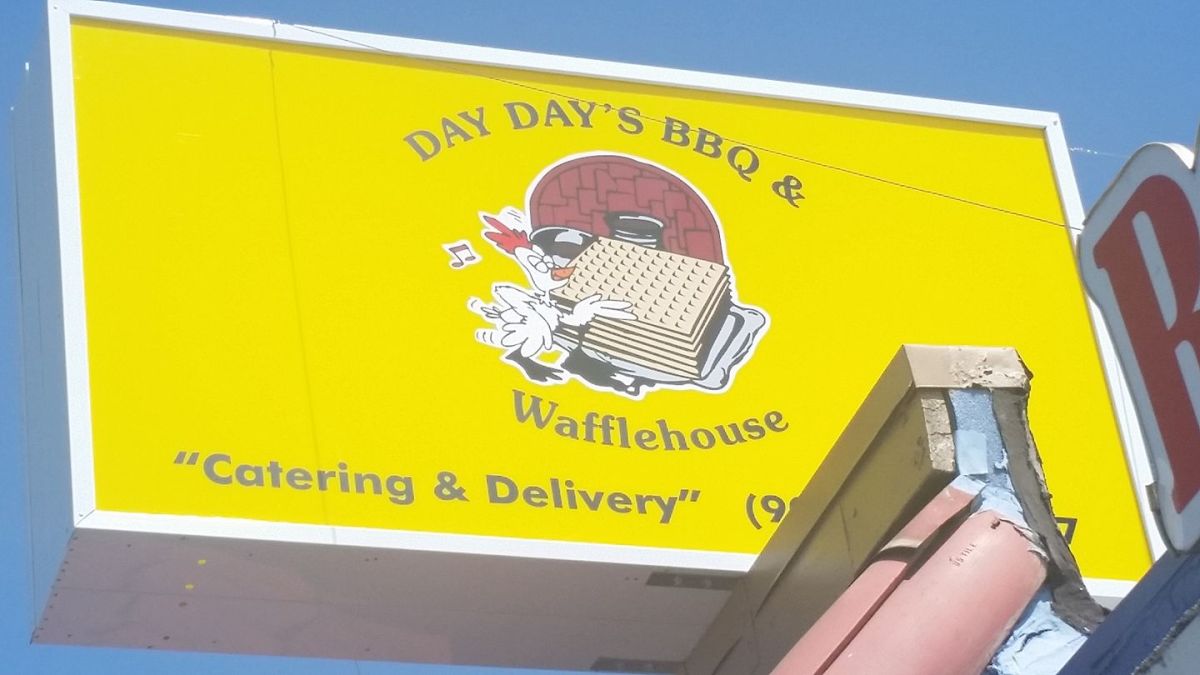 DAY DAY'S BBQ &
Wafflehouse
"Catering & Delivery"